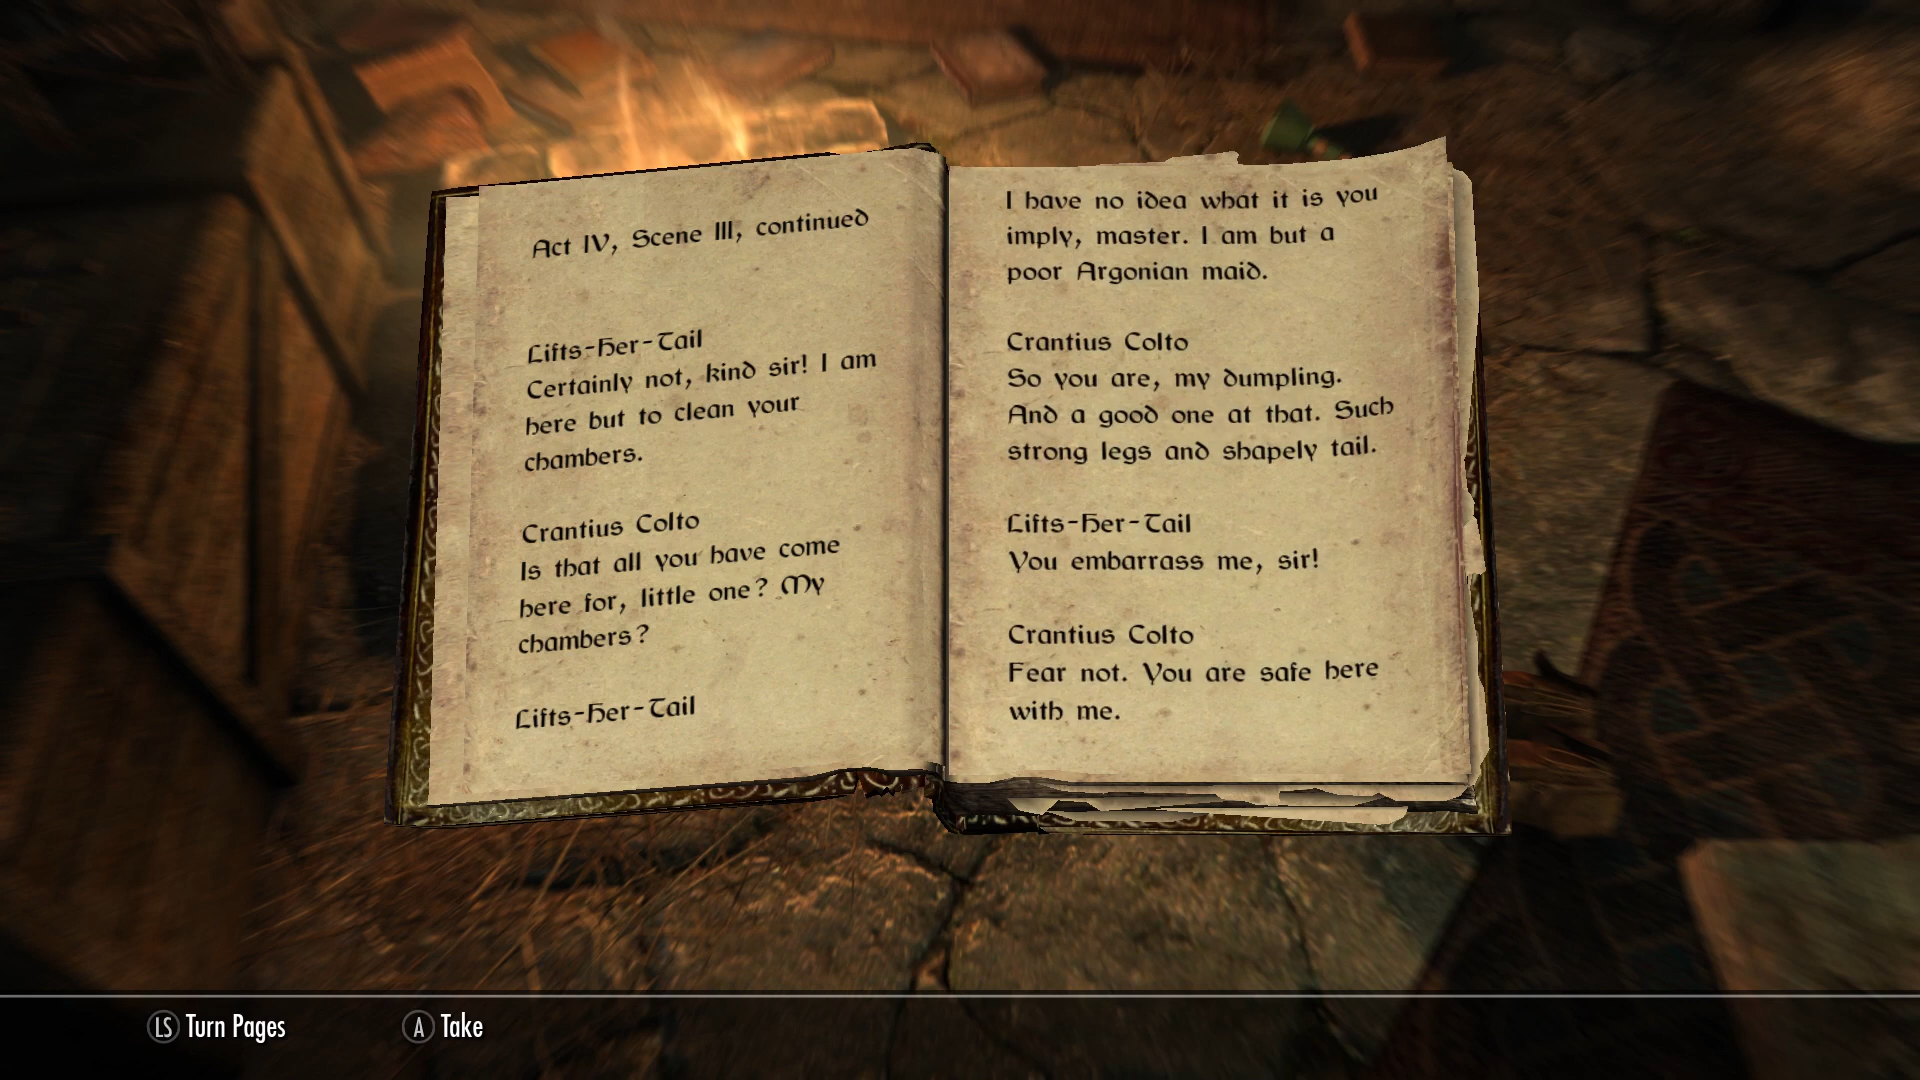 Act IV, Scene III, continued
Lifts-Her-Tail
Certainly not, kind sir! I am
here but to clean your
chambers.
Crantius Colto
Is that all you have come
here for, little one? My
chambers?
Lifts-Her-Tail
I have no idea what it is you
imply, master. I am but a
poor Argonian maid.
Crantius Colto
So you are, my dumpling.
And a good one at that. Such
strong legs and shapely tail.
Lifts-Her-Tail
You embarrass me, sir!
Crantius Colto
Fear not. You are safe here
with me.
LS Turn Pages
A Take